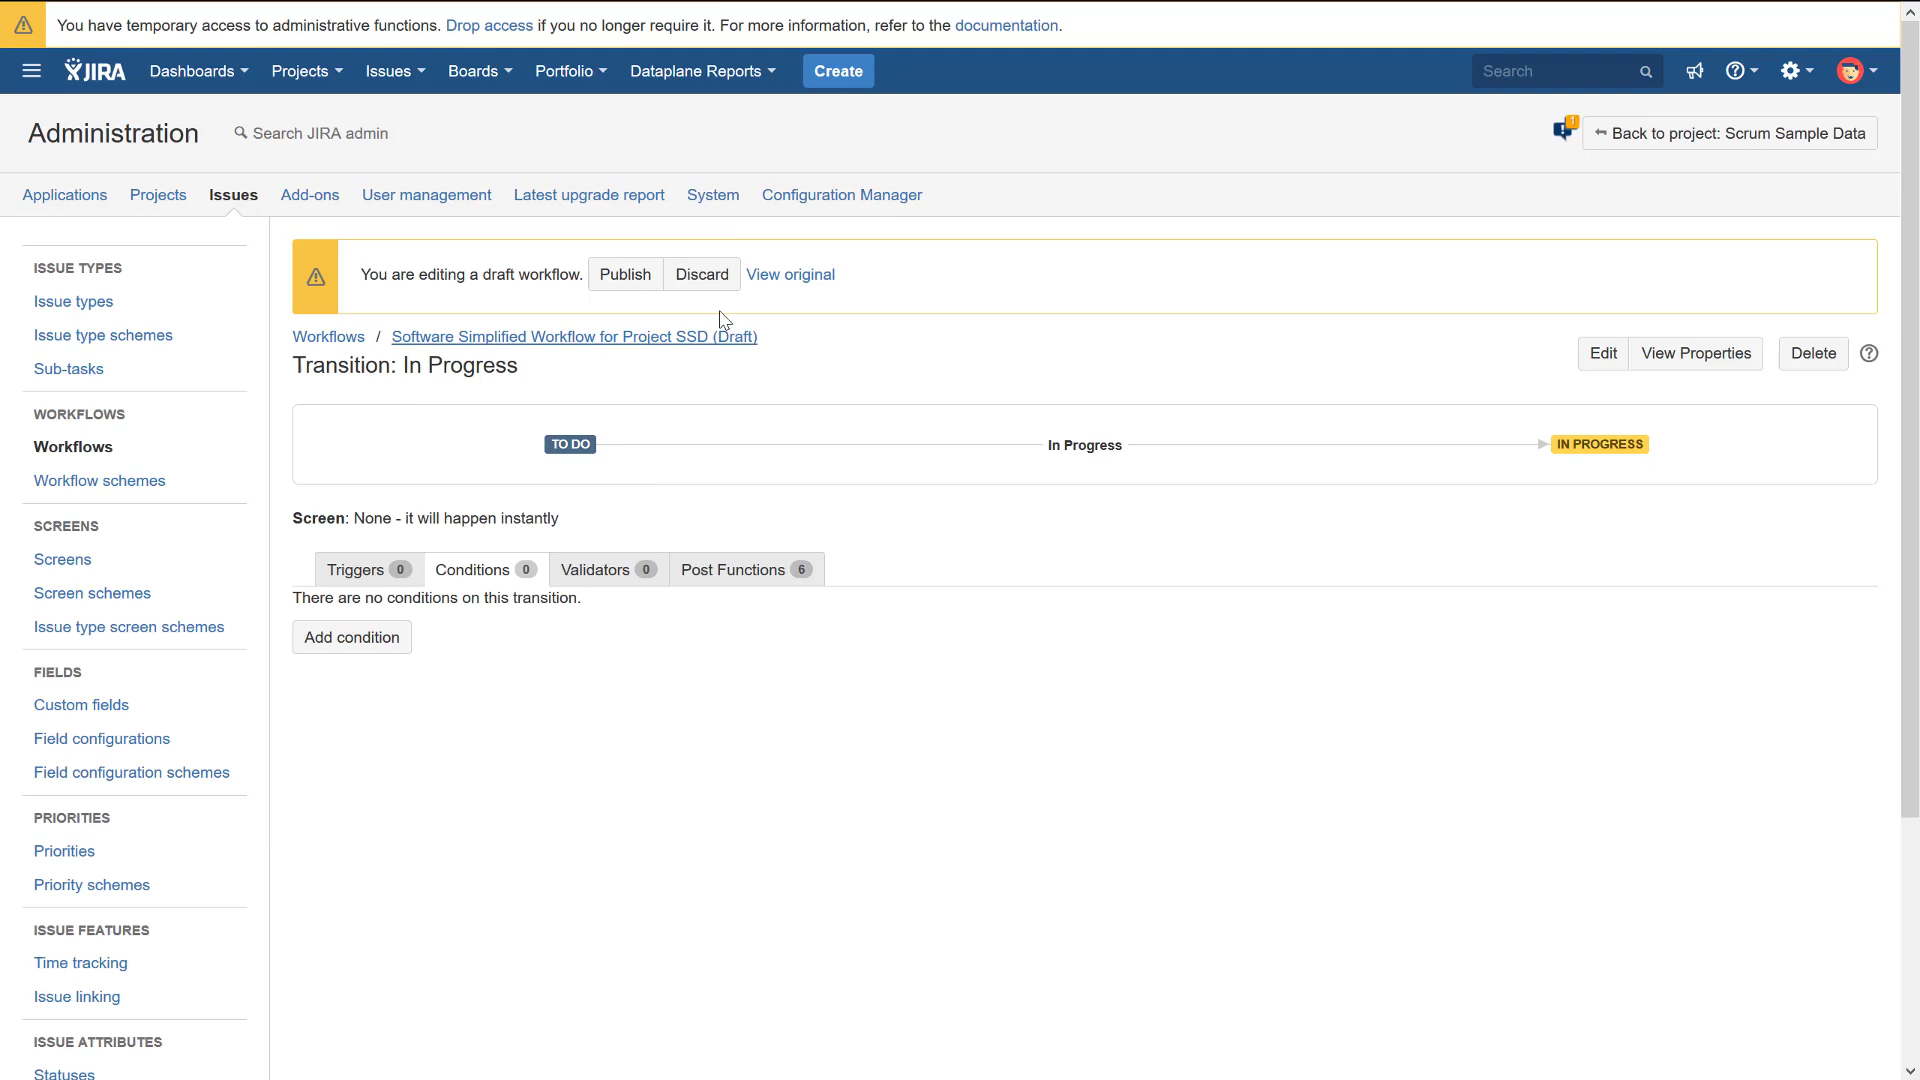 You have temporary access to administrative functions. Drop access if you no longer require it. For more information, refer to the documentation.
JIRA Dashboards Projects Issues Boards Portfolio Dataplane Reports Create Search
Administration Search JIRA admin 1 Back to project: Scrum Sample Data
Applications Projects Issues Add-ons User management Latest upgrade report System Configuration Manager
ISSUE TYPES
Issue types
Issue type schemes
Sub-tasks
WORKFLOWS
Workflows
Workflow schemes
SCREENS
Screens
Screen schemes
Issue type screen schemes
FIELDS
Custom fields
Field configurations
Field configuration schemes
PRIORITIES
Priorities
Priority schemes
ISSUE FEATURES
Time tracking
Issue linking
ISSUE ATTRIBUTES
Statuses
You are editing a draft workflow. Publish Discard View original
Workflows / Software Simplified Workflow for Project SSD (Draft)
Transition: In Progress
Edit View Properties Delete ?
TO DO In Progress IN PROGRESS
Screen: None - it will happen instantly
Triggers 0 Conditions 0 Validators 0 Post Functions 6
There are no conditions on this transition.
Add condition